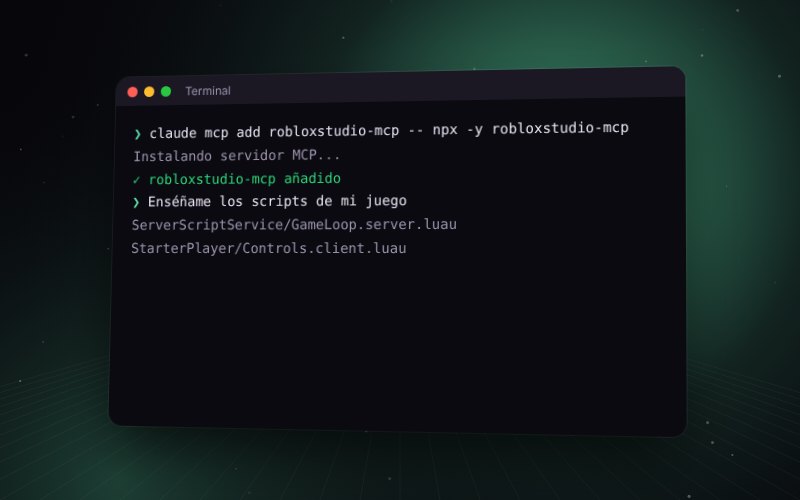 Terminal
❯ claude mcp add robloxstudio-mcp -- npx -y robloxstudio-mcp
Instalando servidor MCP...
✓ robloxstudio-mcp añadido
❯ Enséñame los scripts de mi juego
ServerScriptService/GameLoop.server.luau
StarterPlayer/Controls.client.luau